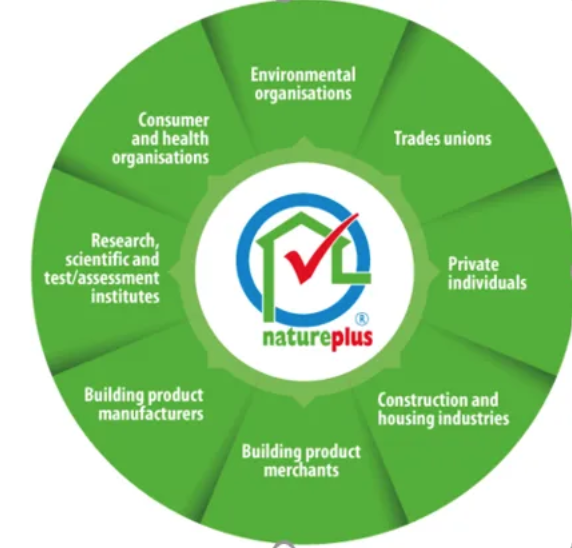 Environmental
organisations
Trades unions
Private
individuals
Construction and
housing industries
Building product
merchants
Building product
manufacturers
Research,
scientific and
test/assessment
institutes
Consumer
and health
organisations
®
natureplus